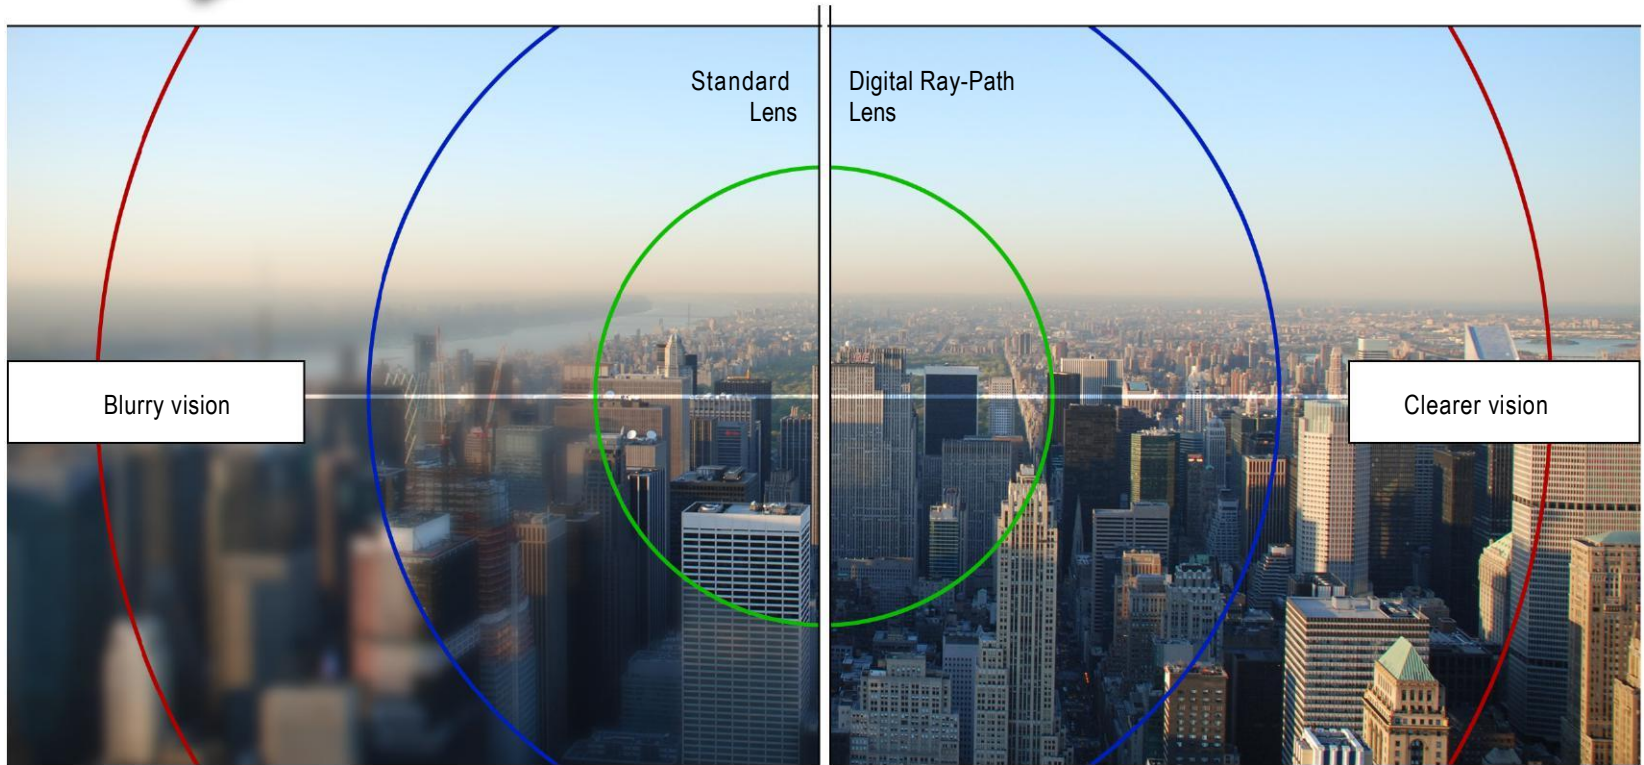 Standard
Lens
Digital Ray-Path
Lens
Blurry vision
Clearer vision